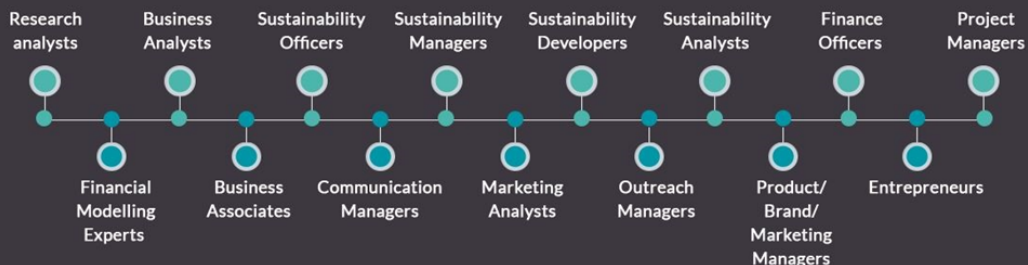 Research
analysts
Business
Analysts
Sustainability
Officers
Sustainability
Managers
Sustainability
Developers
Sustainability
Analysts
Finance
Officers
Project
Managers
Financial
Modelling
Experts
Business
Associates
Communication
Managers
Marketing
Analysts
Outreach
Managers
Product/
Brand/
Marketing
Managers
Entrepreneurs